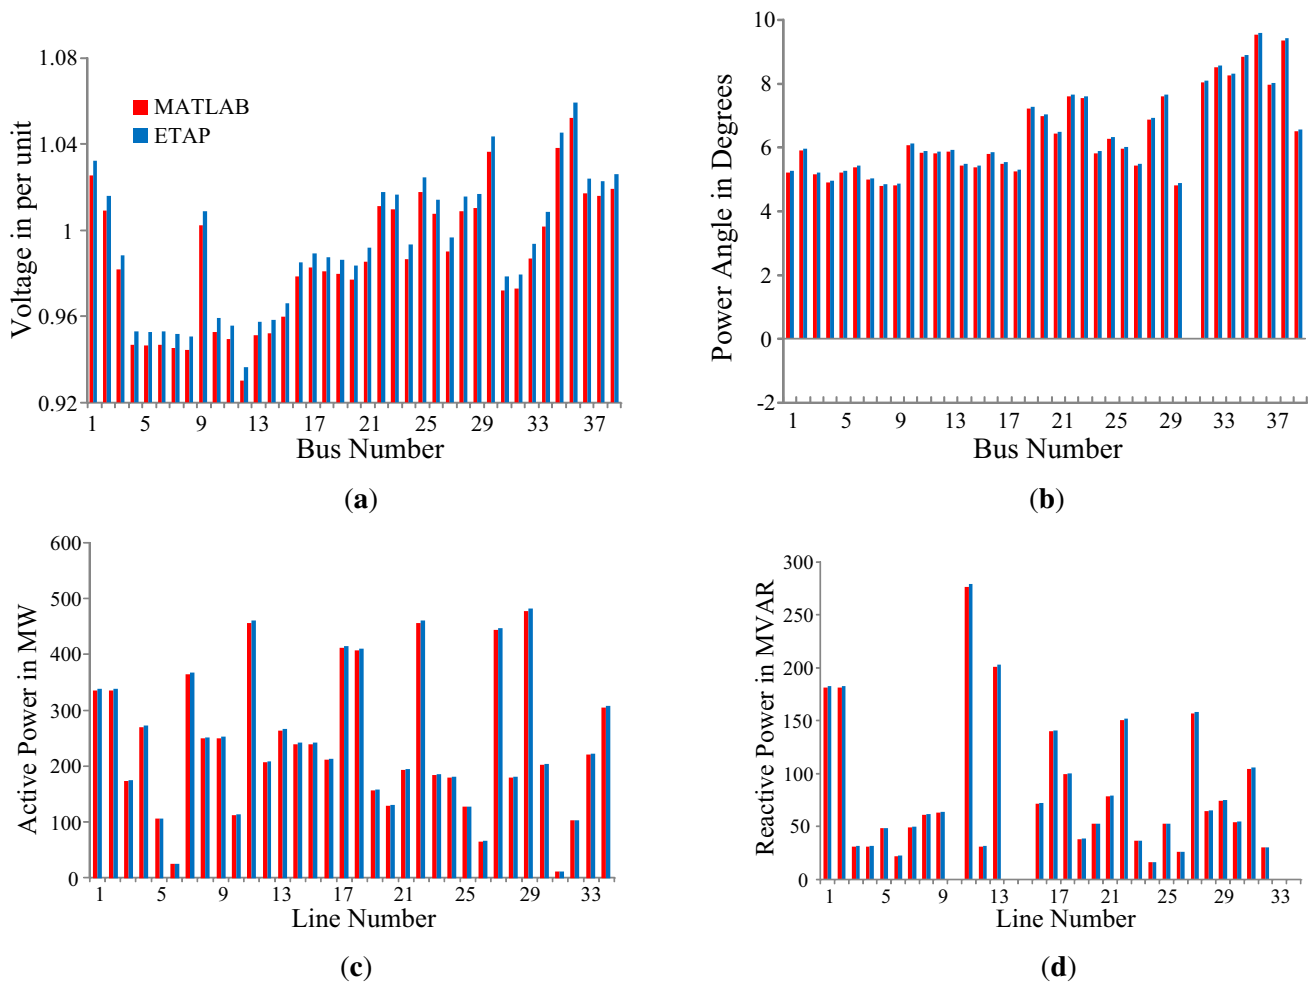 1.08
1.04
1
0.96
0.92
Voltage in per unit
MATLAB
ETAP
1 5 9 13 17 21 25 29 33 37
Bus Number
(a)
10
8
6
4
2
0
-2
Power Angle in Degrees
1 5 9 13 17 21 25 29 33 37
Bus Number
(b)
600
500
400
300
200
100
0
Active Power in MW
1 5 9 13 17 21 25 29 33
Line Number
(c)
300
250
200
150
100
50
0
Reactive Power in MVAR
1 5 9 13 17 21 25 29 33
Line Number
(d)